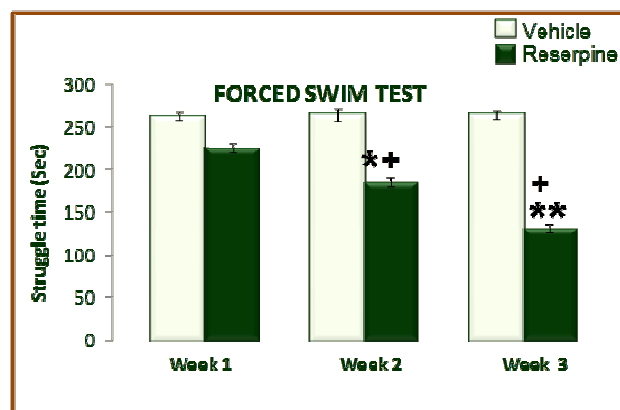 Vehicle
Reserpine
FORCED SWIM TEST
Struggle time (Sec)
300
250
200
150
100
50
0
*+
+
**
Week 1
Week 2
Week 3